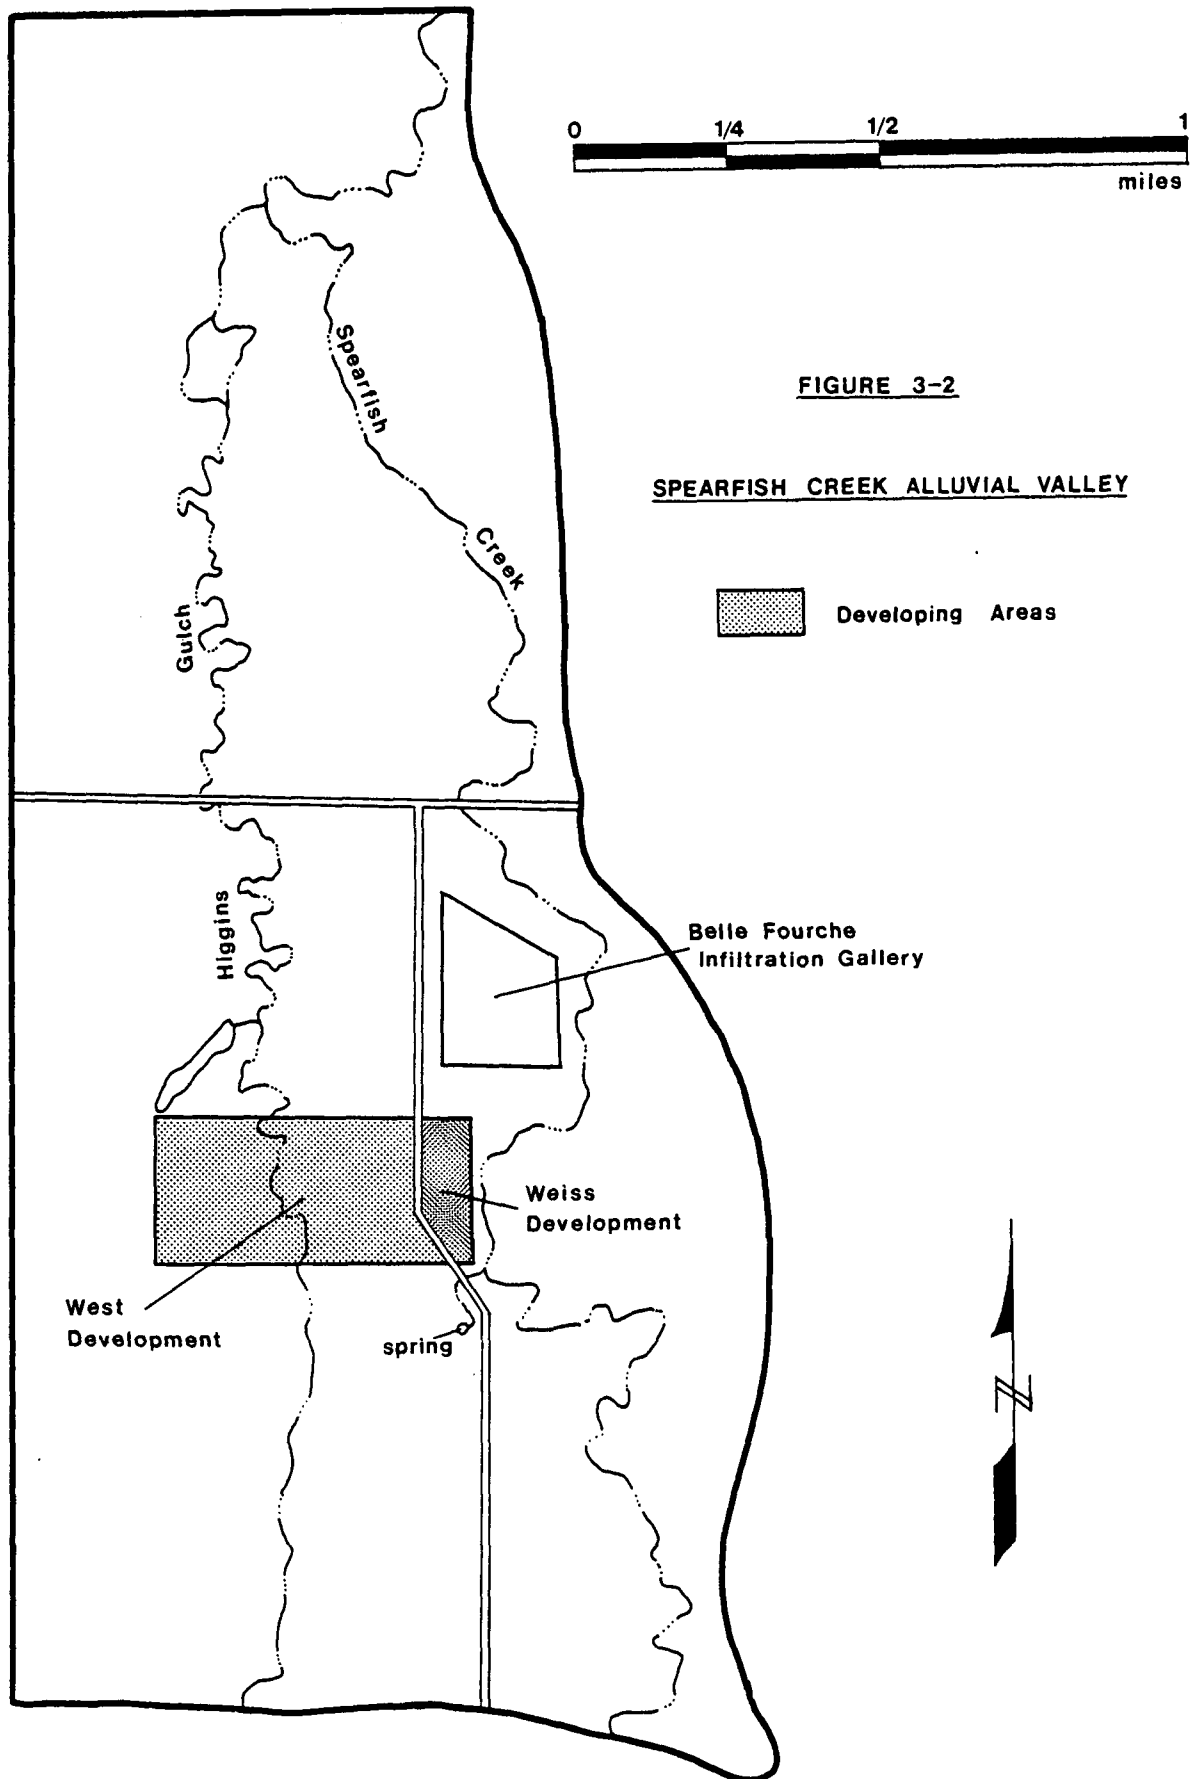 0 1/4 1/2 1
miles
FIGURE 3-2
SPEARFISH CREEK ALLUVIAL VALLEY
Developing Areas
Spearfish
Creek
Gulch
Higgins
Belle Fourche
Infiltration Gallery
Weiss
Development
West
Development
spring
N